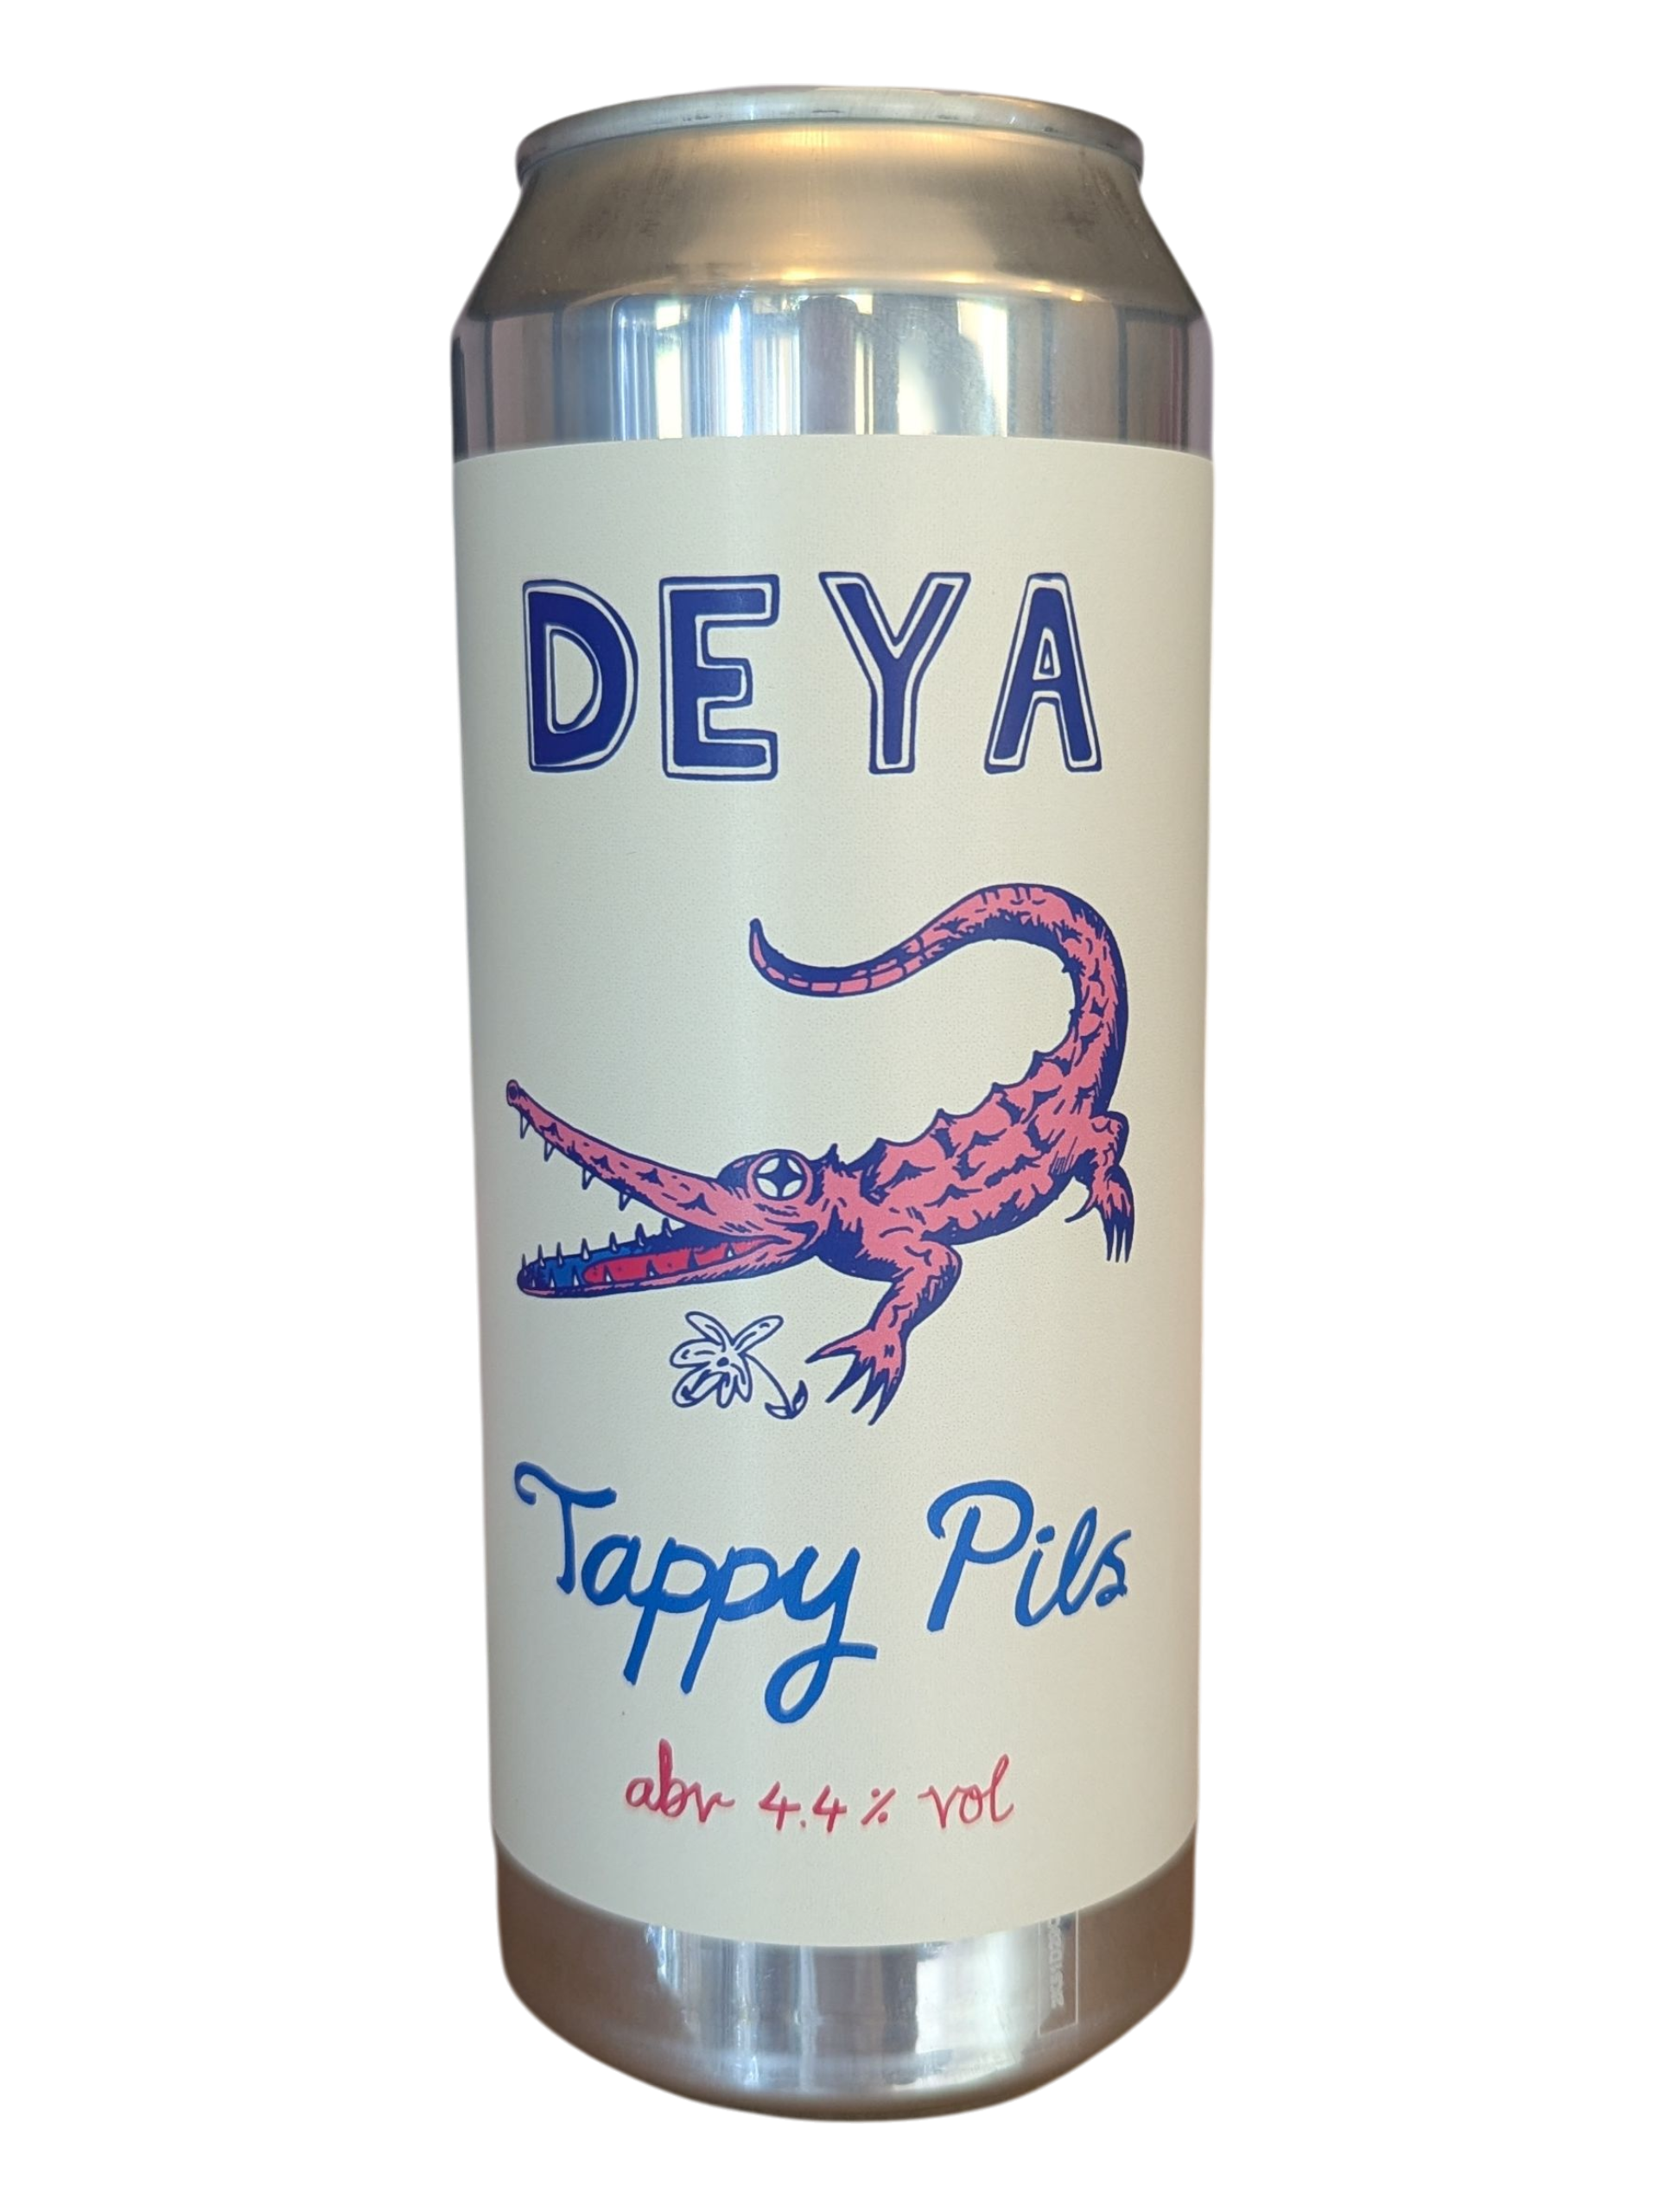 DEYA
Tappy Pils
abv 4.4% vol